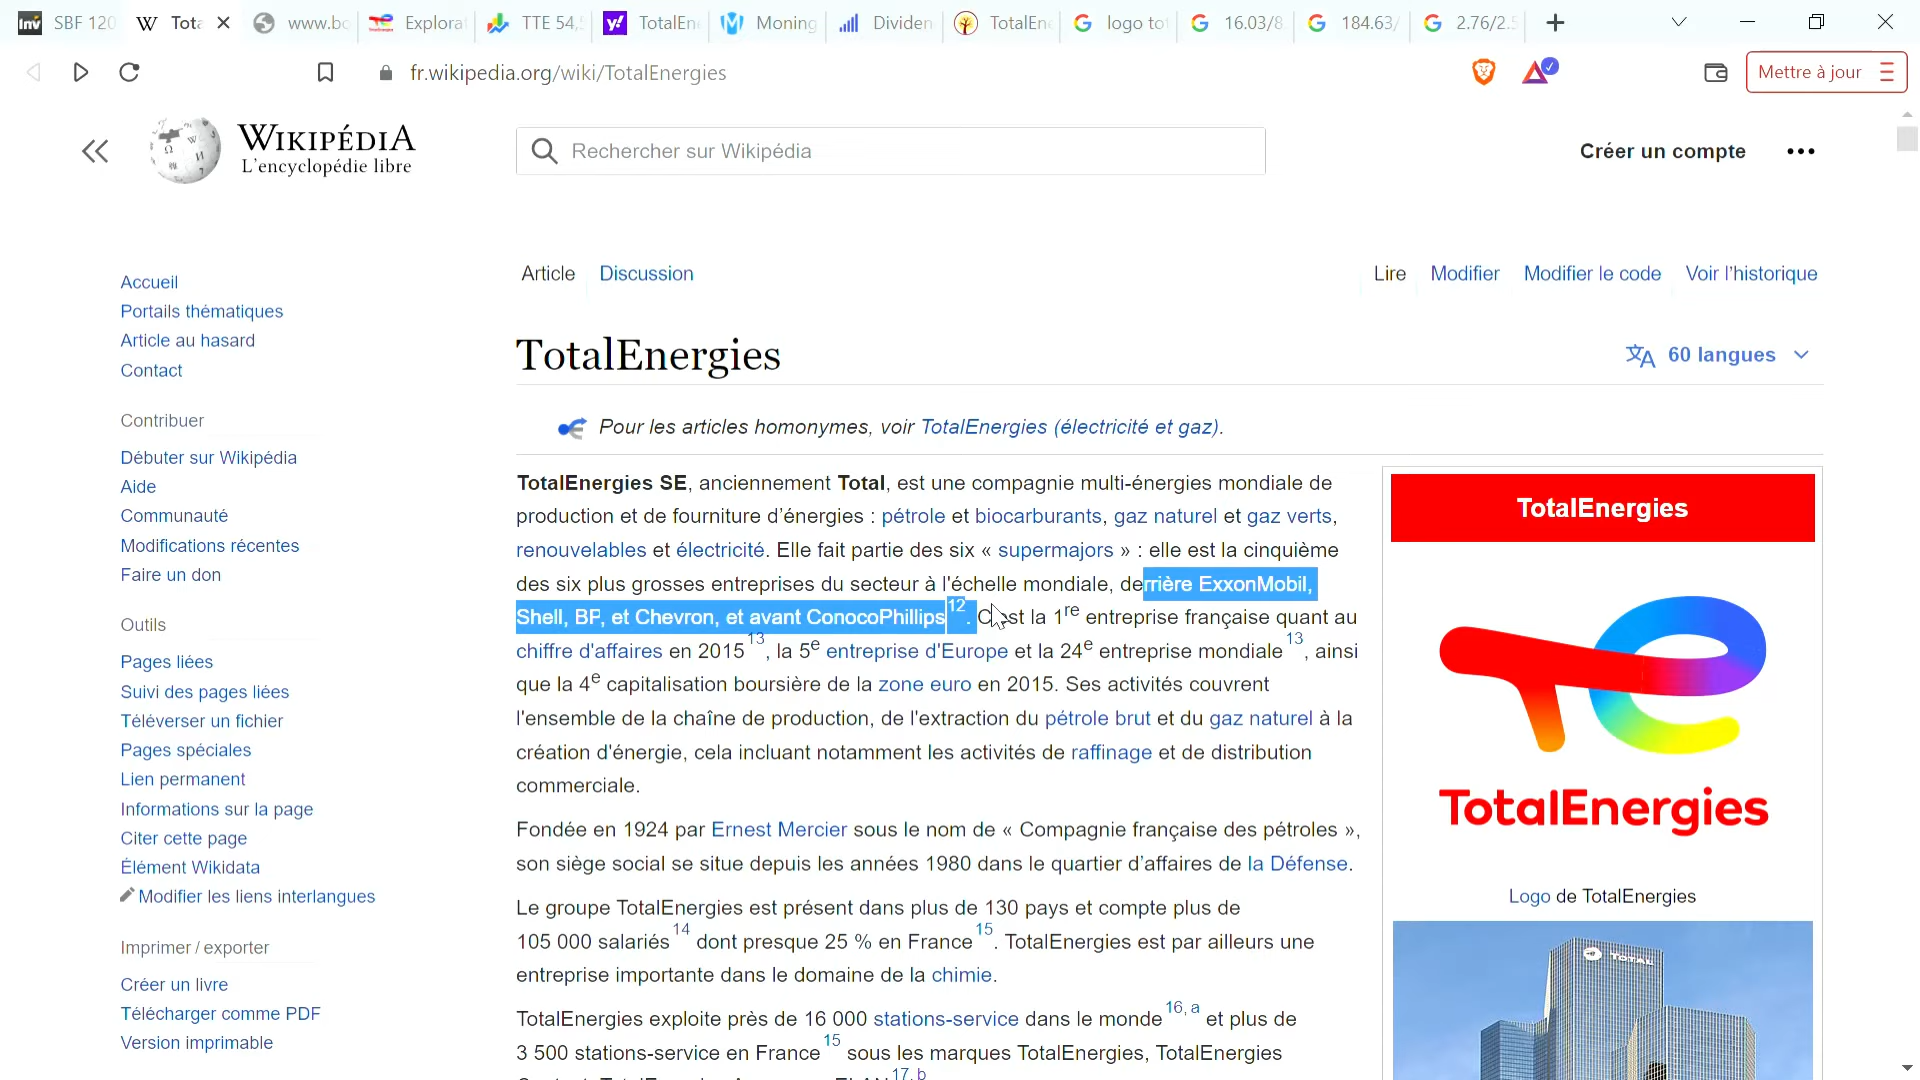 SBF 120
Tota
www.bo
Explorat
TTE 54,5
TotalEne
Moning
Dividen
TotalEne
logo tot
16.03/8
184.63/
2.76/2.5
fr.wikipedia.org/wiki/TotalEnergies
Mettre à jour
WIKIPÉDIA
L'encyclopédie libre
Rechercher sur Wikipédia
Créer un compte
Accueil
Portails thématiques
Article au hasard
Contact
Contribuer
Débuter sur Wikipédia
Aide
Communauté
Modifications récentes
Faire un don
Outils
Pages liées
Suivi des pages liées
Téléverser un fichier
Pages spéciales
Lien permanent
Informations sur la page
Citer cette page
Élément Wikidata
Modifier les liens interlangues
Imprimer / exporter
Créer un livre
Télécharger comme PDF
Version imprimable
Article Discussion
Lire Modifier Modifier le code Voir l'historique
TotalEnergies
60 langues
Pour les articles homonymes, voir TotalEnergies (électricité et gaz).
TotalEnergies SE, anciennement Total, est une compagnie multi-énergies mondiale de
production et de fourniture d'énergies : pétrole et biocarburants, gaz naturel et gaz verts,
renouvelables et électricité. Elle fait partie des six « supermajors » : elle est la cinquième
des six plus grosses entreprises du secteur à l'échelle mondiale, derrière ExxonMobil,
Shell, BP, et Chevron, et avant ConocoPhillips 12. C'est la 1re entreprise française quant au
chiffre d'affaires en 2015 13, la 5e entreprise d'Europe et la 24e entreprise mondiale 13, ainsi
que la 4e capitalisation boursière de la zone euro en 2015. Ses activités couvrent
l'ensemble de la chaîne de production, de l'extraction du pétrole brut et du gaz naturel à la
création d'énergie, cela incluant notamment les activités de raffinage et de distribution
commerciale.
Fondée en 1924 par Ernest Mercier sous le nom de « Compagnie française des pétroles »,
son siège social se situe depuis les années 1980 dans le quartier d'affaires de la Défense.
Le groupe TotalEnergies est présent dans plus de 130 pays et compte plus de
105 000 salariés 14 dont presque 25 % en France 15. TotalEnergies est par ailleurs une
entreprise importante dans le domaine de la chimie.
TotalEnergies exploite près de 16 000 stations-service dans le monde 16, a et plus de
3 500 stations-service en France 15 sous les marques TotalEnergies, TotalEnergies
17, b
TotalEnergies
TotalEnergies
Logo de TotalEnergies
TOTAL